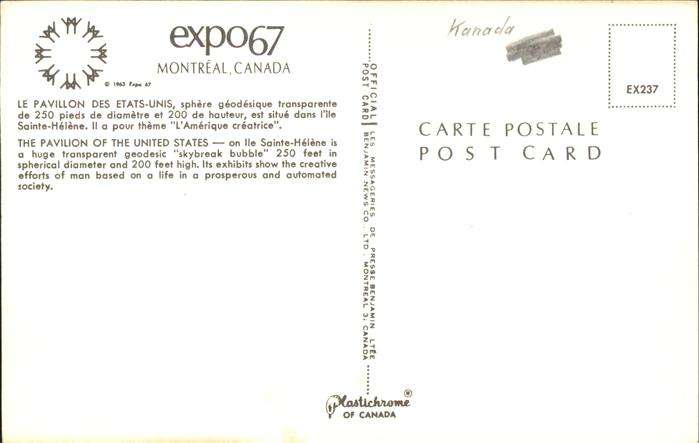 expo67
MONTRÉAL, CANADA
© 1963 Expo 67
LE PAVILLON DES ETATS-UNIS, sphère géodésique transparente
de 250 pieds de diamètre et 200 de hauteur, est situé dans l'île
Sainte-Hélène. Il a pour thème "L'Amérique créatrice".
THE PAVILION OF THE UNITED STATES — on Ile Sainte-Hélène is
a huge transparent geodesic "skybreak bubble" 250 feet in
spherical diameter and 200 feet high. Its exhibits show the creative
efforts of man based on a life in a prosperous and automated
society.
OFFICIAL LES MESSAGERIES DE PRESSE BENJAMIN LTÉE
POST CARD BENJAMIN NEWS CO. LTD. MONTREAL 3, CANADA
Plastichrome ®
OF CANADA
Kanada
EX237
CARTE POSTALE
POST CARD